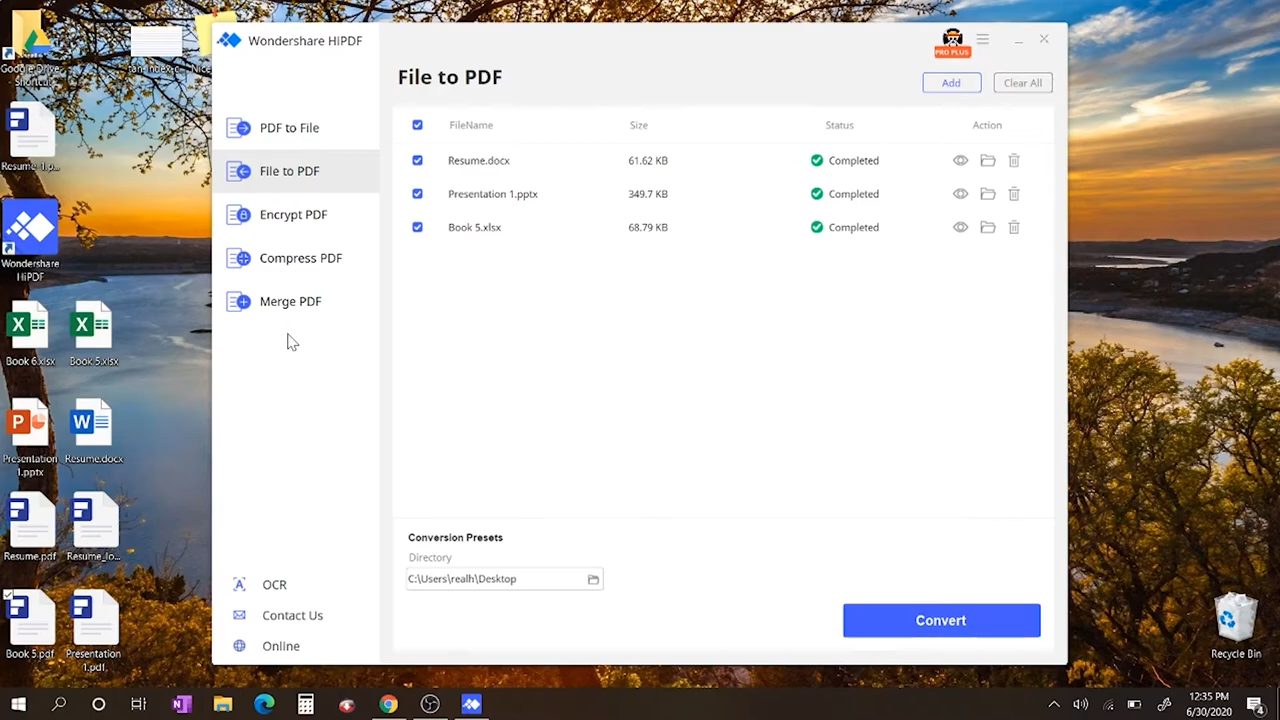 Wondershare HiPDF
PRO PLUS
File to PDF
Add
Clear All
PDF to File
File to PDF
Encrypt PDF
Compress PDF
Merge PDF
OCR
Contact Us
Online
FileName Size Status Action
Resume.docx 61.62 KB Completed
Presentation 1.pptx 349.7 KB Completed
Book 5.xlsx 68.79 KB Completed
Conversion Presets
Directory
C:\Users\realh\Desktop
Convert
Google Drive
- Shortcut
Resume 1.p...
Wondershare
HiPDF
Book 6.xlsx
Book 5.xlsx
Presentation
1.pptx
Resume.docx
Resume.pdf
Resume_lo...
Book 5.pdf
Presentation
1.pdf
Recycle Bin
12:35 PM
6/30/2020
4